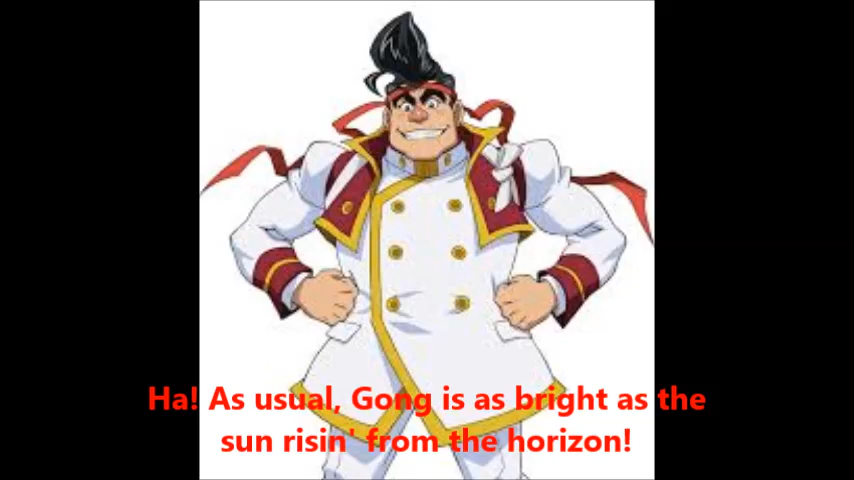 Ha! As usual, Gong is as bright as the
sun risin' from the horizon!